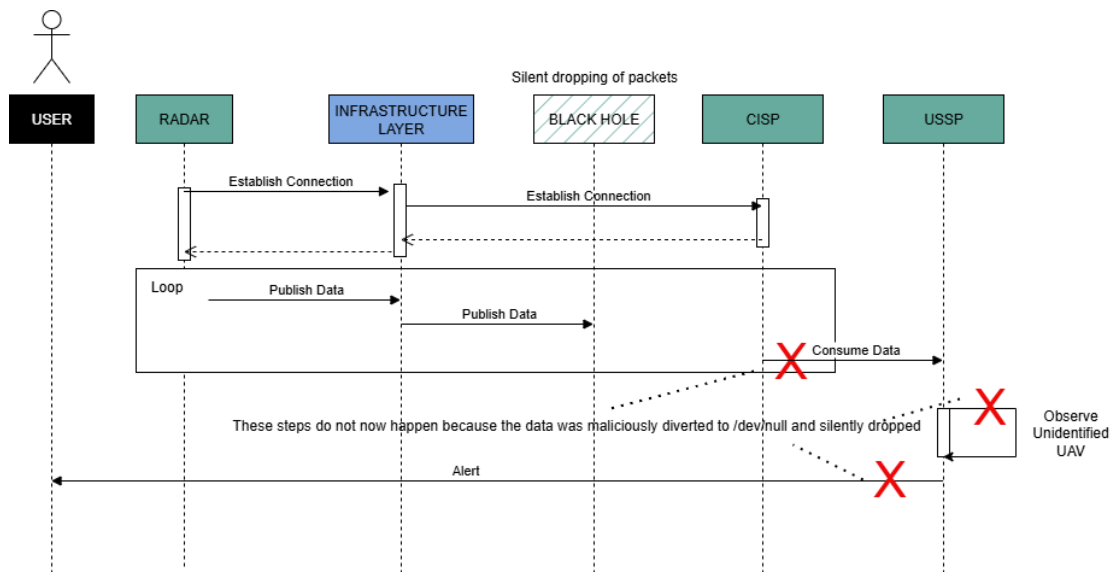 Silent dropping of packets
USER
RADAR
INFRASTRUCTURE
LAYER
BLACK HOLE
CISP
USSP
Establish Connection
Establish Connection
Loop
Publish Data
Publish Data
Consume Data
These steps do not now happen because the data was maliciously diverted to /dev/null and silently dropped
Observe
Unidentified
UAV
Alert